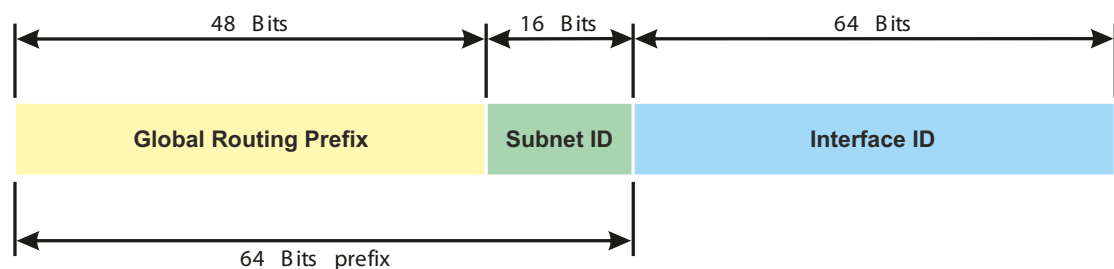 48 Bits
16 Bits
64 Bits
Global Routing Prefix
Subnet ID
Interface ID
64 Bits prefix